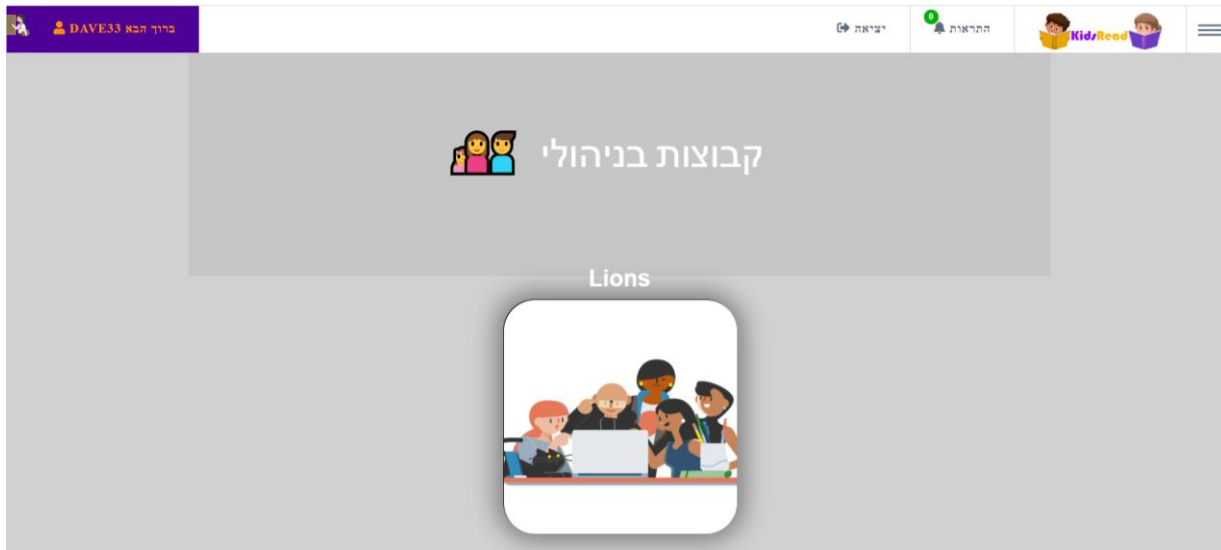 KidsRead
התראות
0
יציאה
ברוך הבא DAVE33
קבוצות בניהולי
Lions